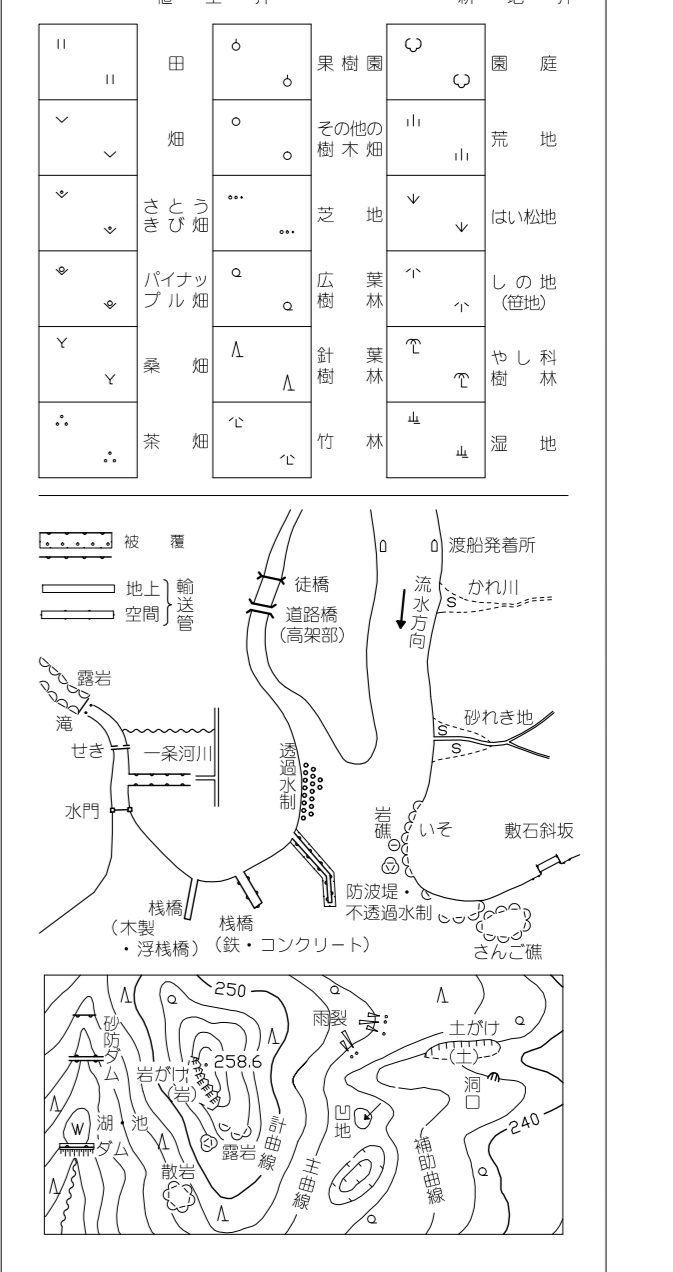 田
果樹園
園庭
畑
その他の
樹木畑
荒地
さとう
きび畑
芝地
はい松地
パイナッ
プル畑
広葉
樹林
しの地
(笹地)
桑畑
針葉
樹林
やし科
樹林
茶畑
竹林
湿地
被覆
地上
空間
輸送管
徒橋
道路橋
(高架部)
渡船発着所
流水方向
かれ川
S
露岩
滝
せき
一条河川
水門
透過水制
砂れき地
S
S
岩礁
いそ
敷石斜坂
防波堤・
不透過水制
桟橋
(木製
・浮桟橋)
桟橋
(鉄・コンクリート)
さんご礁
250
砂防ダム
岩がけ
(岩)
258.6
雨裂
土がけ
(土)
洞口
湖・池
W
ダム
露岩
散岩
計曲線
主曲線
凹地
補助曲線
240